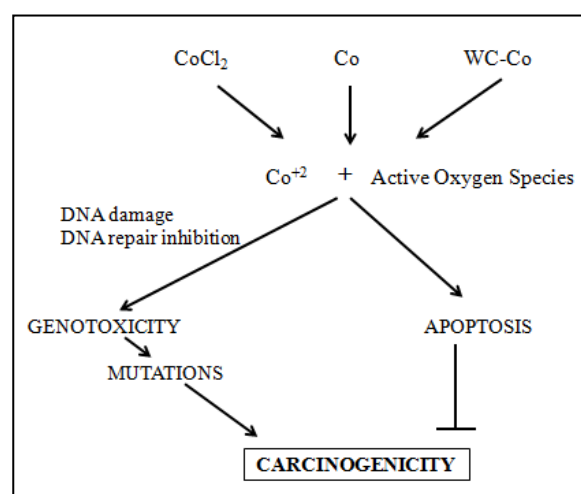 CoCl₂ Co WC-Co
Co⁺² + Active Oxygen Species
DNA damage
DNA repair inhibition
GENOTOXICITY APOPTOSIS
MUTATIONS
CARCINOGENICITY